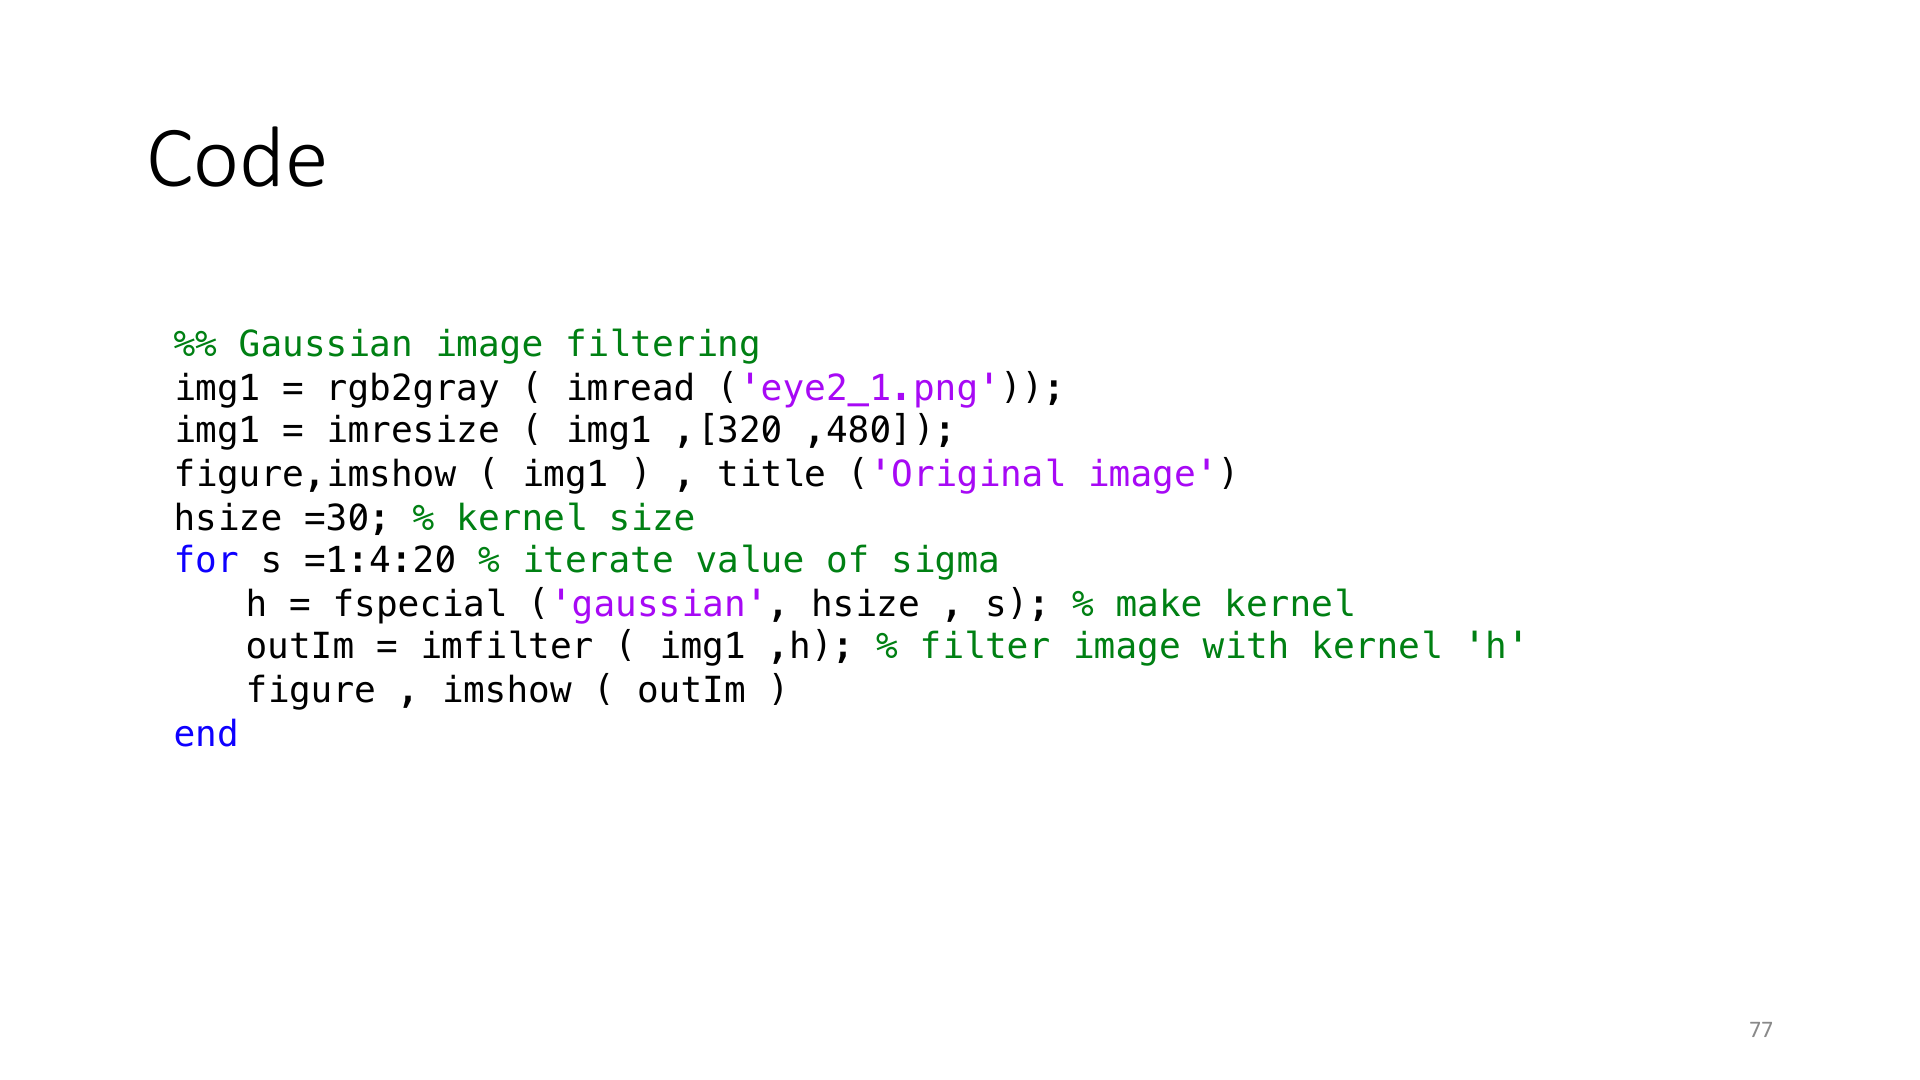 Code
%% Gaussian image filtering
img1 = rgb2gray ( imread ('eye2_1.png'));
img1 = imresize ( img1 ,[320 ,480]);
figure,imshow ( img1 ) , title ('Original image')
hsize =30; % kernel size
for s =1:4:20 % iterate value of sigma
h = fspecial ('gaussian', hsize , s); % make kernel
outIm = imfilter ( img1 ,h); % filter image with kernel 'h'
figure , imshow ( outIm )
end
77